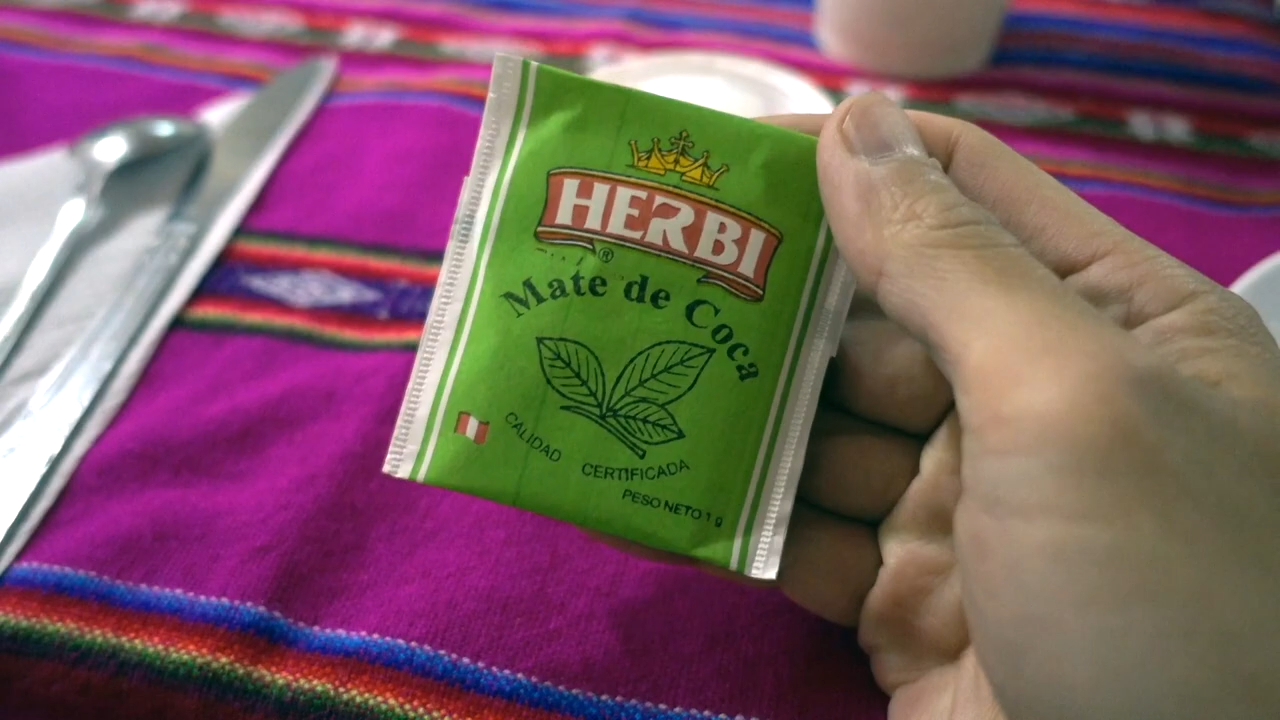 HERBI
®
Mate de Coca
CALIDAD CERTIFICADA
PESO NETO 1 g